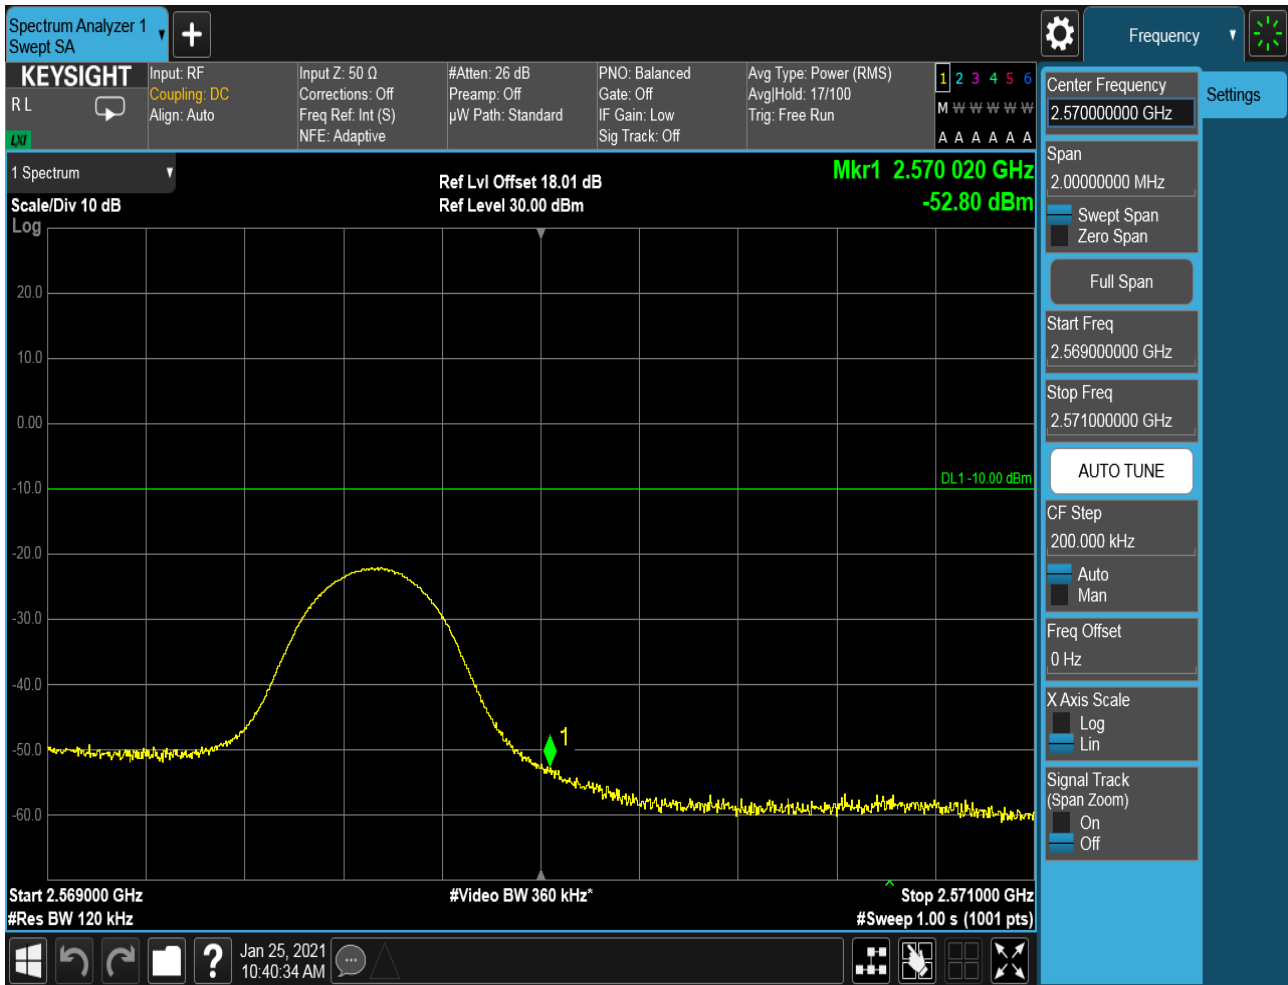 Spectrum Analyzer 1
Swept SA
+
Frequency
KEYSIGHT
R L
LXI
Input: RF
Coupling: DC
Align: Auto
Input Z: 50 Ω
Corrections: Off
Freq Ref: Int (S)
NFE: Adaptive
#Atten: 26 dB
Preamp: Off
µW Path: Standard
PNO: Balanced
Gate: Off
IF Gain: Low
Sig Track: Off
Avg Type: Power (RMS)
Avg|Hold: 17/100
Trig: Free Run
1 2 3 4 5 6
M W W W W W
A A A A A A
1 Spectrum
Scale/Div 10 dB
Log
Ref Lvl Offset 18.01 dB
Ref Level 30.00 dBm
Mkr1 2.570 020 GHz
-52.80 dBm
20.0
10.0
0.00
-10.0
DL1 -10.00 dBm
-20.0
-30.0
-40.0
-50.0
1
-60.0
Start 2.569000 GHz
#Res BW 120 kHz
#Video BW 360 kHz*
Stop 2.571000 GHz
#Sweep 1.00 s (1001 pts)
Center Frequency
2.570000000 GHz
Settings
Span
2.00000000 MHz
Swept Span
Zero Span
Full Span
Start Freq
2.569000000 GHz
Stop Freq
2.571000000 GHz
AUTO TUNE
CF Step
200.000 kHz
Auto
Man
Freq Offset
0 Hz
X Axis Scale
Log
Lin
Signal Track
(Span Zoom)
On
Off
?
Jan 25, 2021
10:40:34 AM